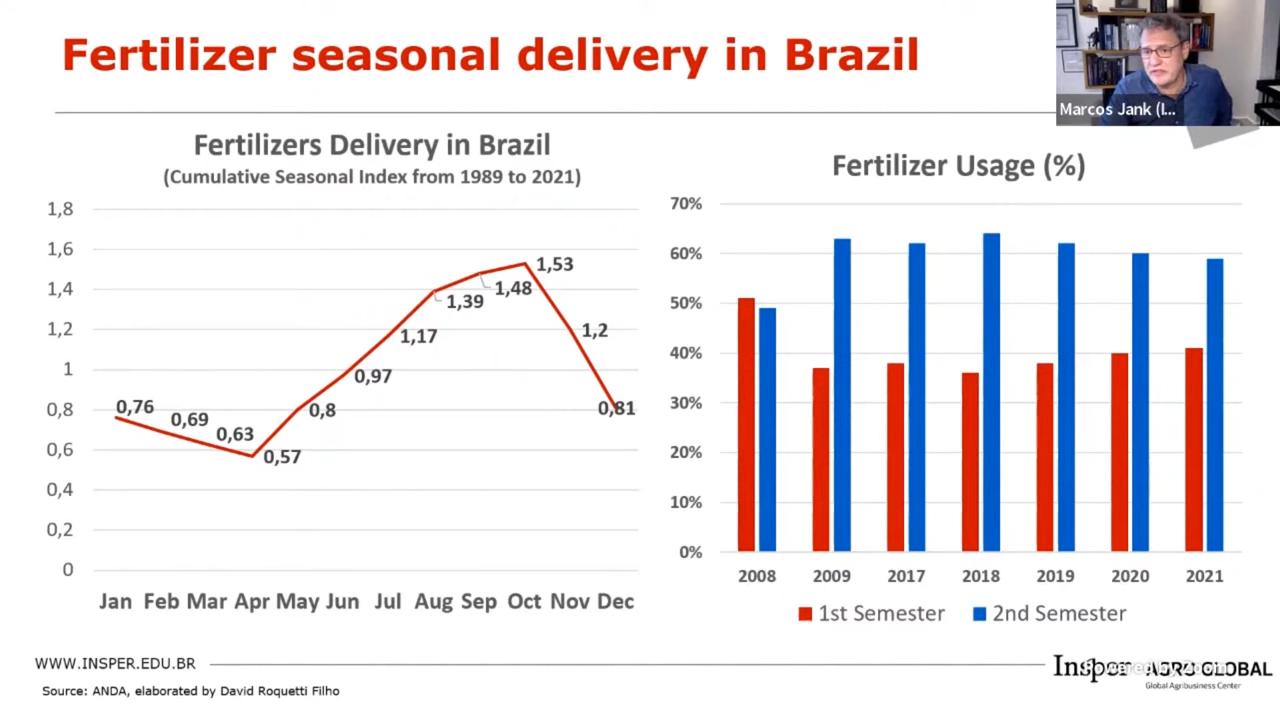 Fertilizer seasonal delivery in Brazil
Marcos Jank (I...
Fertilizers Delivery in Brazil
(Cumulative Seasonal Index from 1989 to 2021)
1,8
1,6
1,4
1,2
1
0,8
0,6
0,4
0,2
0
0,76
0,69
0,63
0,57
0,8
0,97
1,17
1,39
1,48
1,53
1,2
0,81
Jan Feb Mar Apr May Jun Jul Aug Sep Oct Nov Dec
Fertilizer Usage (%)
70%
60%
50%
40%
30%
20%
10%
0%
2008 2009 2017 2018 2019 2020 2021
1st Semester 2nd Semester
WWW.INSPER.EDU.BR
Source: ANDA, elaborated by David Roquetti Filho
Insper AGRO GLOBAL
Global Agribusiness Center
Powered by Zoom